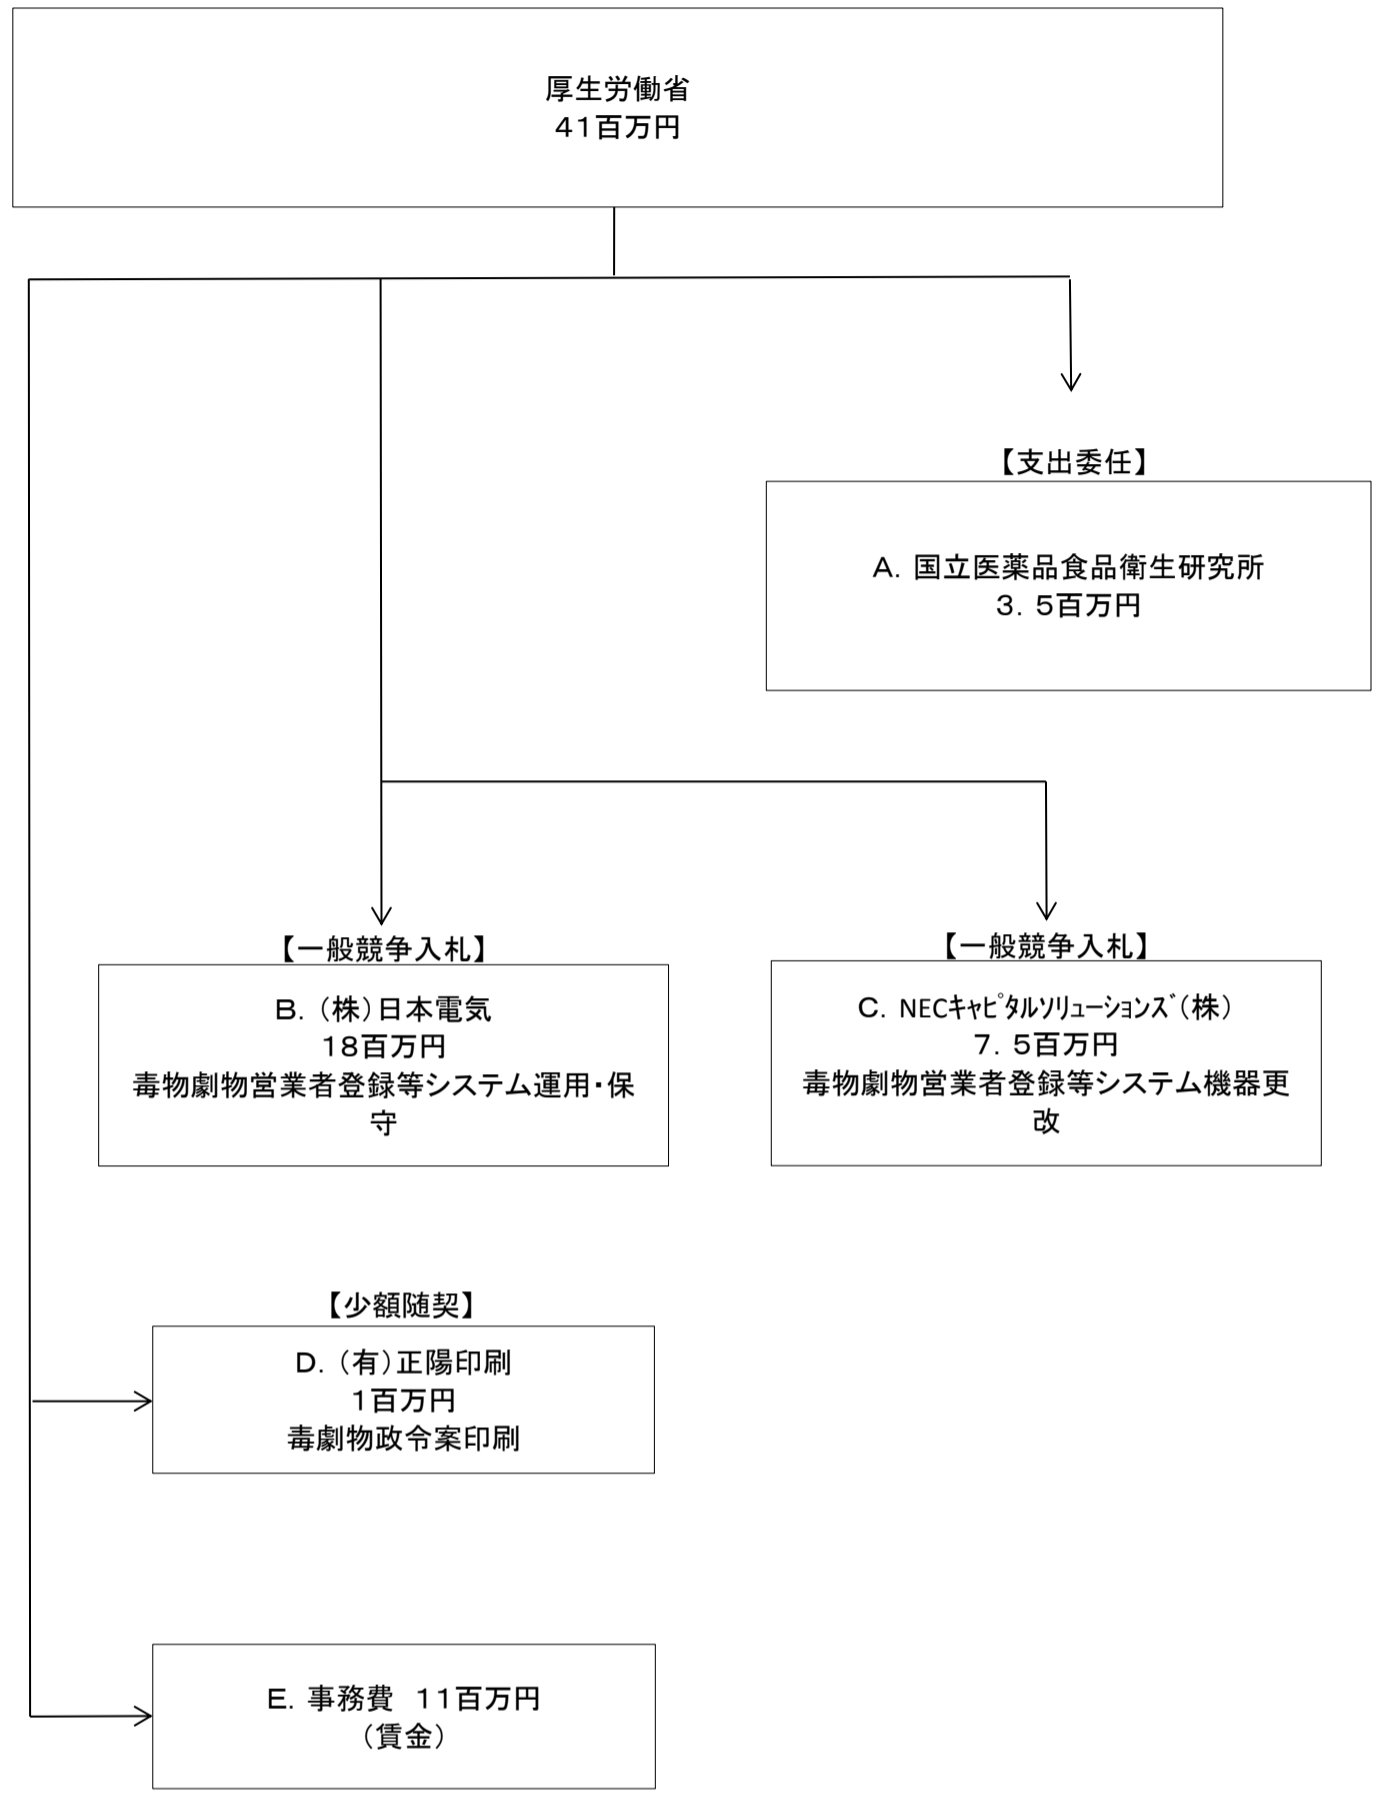 厚生労働省
41百万円
【支出委任】
A．国立医薬品食品衛生研究所
３．５百万円
【一般競争入札】
B．（株）日本電気
１８百万円
毒物劇物営業者登録等システム運用・保
守
【一般競争入札】
C．NECｷｬﾋﾟﾀﾙｿﾘｭｰｼｮﾝｽﾞ（株）
７．５百万円
毒物劇物営業者登録等システム機器更
改
【少額随契】
D．（有）正陽印刷
１百万円
毒劇物政令案印刷
E．事務費　１１百万円
（賃金）